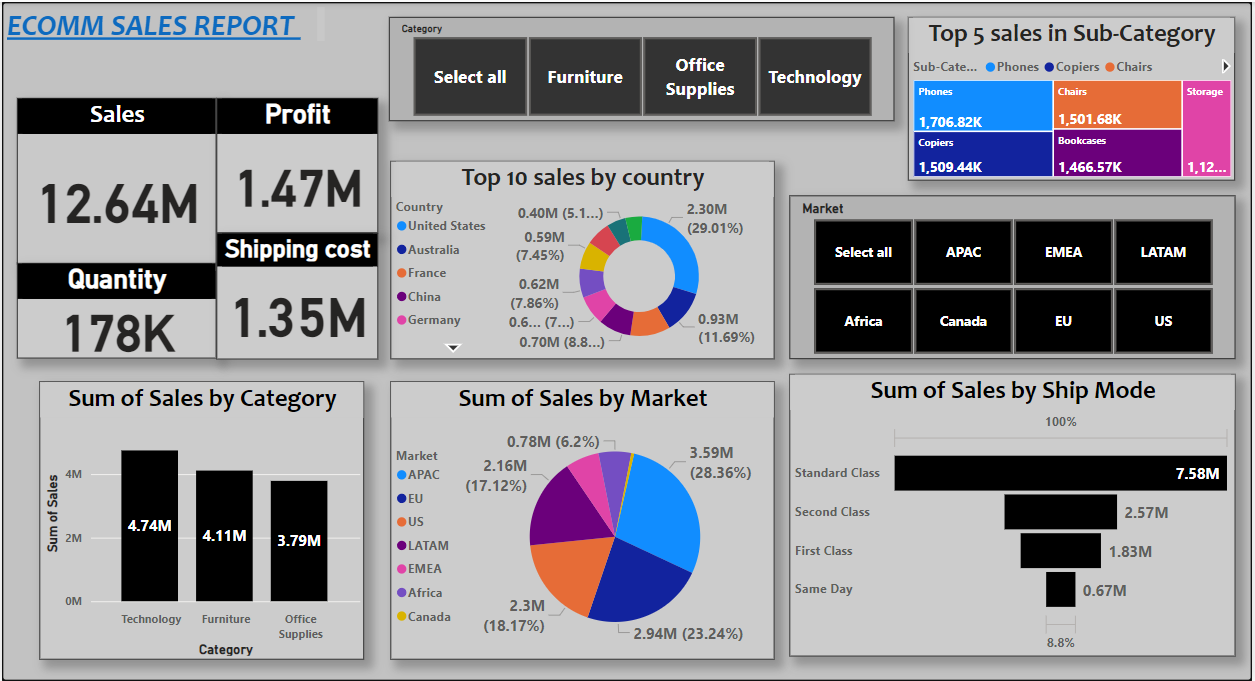 ECOMM SALES REPORT
Category
Select all
Furniture
Office
Supplies
Technology
Top 5 sales in Sub-Category
Sub-Cate... Phones Copiers Chairs
Phones
1,706.82K
Copiers
1,509.44K
Chairs
1,501.68K
Bookcases
1,466.57K
Storage
1,12...
Sales
12.64M
Quantity
178K
Profit
1.47M
Shipping cost
1.35M
Top 10 sales by country
Country
United States
Australia
France
China
Germany
2.30M
(29.01%)
0.93M
(11.69%)
0.70M (8.8...)
0.6... (7...)
0.62M
(7.86%)
0.59M
(7.45%)
0.40M (5.1...)
Market
Select all
APAC
EMEA
LATAM
Africa
Canada
EU
US
Sum of Sales by Category
Sum of Sales
4M
2M
0M
4.74M
4.11M
3.79M
Technology
Furniture
Office
Supplies
Category
Sum of Sales by Market
Market
APAC
EU
US
LATAM
EMEA
Africa
Canada
3.59M
(28.36%)
2.94M (23.24%)
2.3M
(18.17%)
2.16M
(17.12%)
0.78M (6.2%)
Sum of Sales by Ship Mode
100%
Standard Class
7.58M
Second Class
2.57M
First Class
1.83M
Same Day
0.67M
8.8%